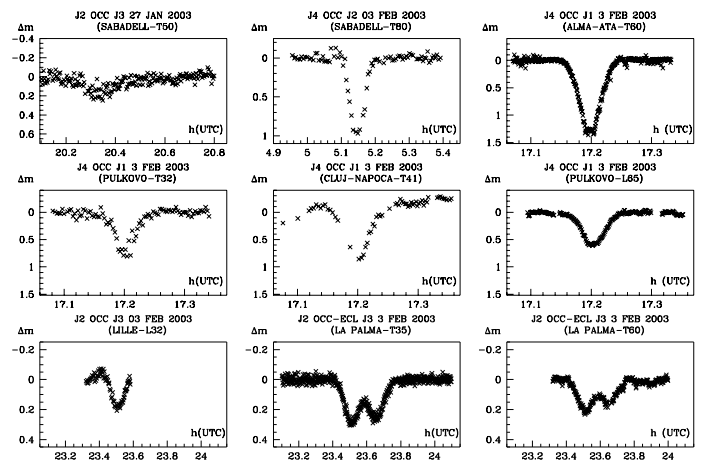 J2 OCC J3 27 JAN 2003
(SABADELL-T50)
Δm
-0.4
-0.2
0
0.2
0.4
0.6
h(UTC)
20.2 20.4 20.6 20.8
J4 OCC J2 03 FEB 2003
(SABADELL-T80)
Δm
0
0.5
1
h(UTC)
4.9 5 5.1 5.2 5.3 5.4
J4 OCC J1 3 FEB 2003
(ALMA-ATA-T60)
Δm
0
0.5
1
1.5
h (UTC)
17.1 17.2 17.3
J4 OCC J1 3 FEB 2003
(PULKOVO-T32)
Δm
0
0.5
1
1.5
h(UTC)
17.1 17.2 17.3
J4 OCC J1 3 FEB 2003
(CLUJ-NAPOCA-T41)
Δm
0
0.5
1
1.5
h(UTC)
17.1 17.2 17.3
J4 OCC J1 3 FEB 2003
(PULKOVO-L65)
Δm
0
0.5
1
1.5
h(UTC)
17.1 17.2 17.3
J2 OCC J3 03 FEB 2003
(LILLE-L32)
Δm
-0.2
0
0.2
0.4
h(UTC)
23.2 23.4 23.6 23.8 24
J2 OCC-ECL J3 3 FEB 2003
(LA PALMA-T35)
Δm
-0.2
0
0.2
0.4
h(UTC)
23.2 23.4 23.6 23.8 24
J2 OCC-ECL J3 3 FEB 2003
(LA PALMA-T60)
Δm
-0.2
0
0.2
0.4
h (UTC)
23.2 23.4 23.6 23.8 24